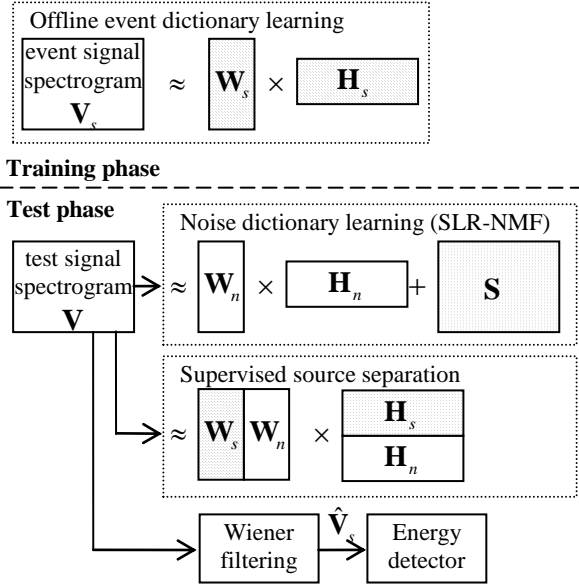 Offline event dictionary learning
event signal
spectrogram
V_s ≈ W_s × H_s
Training phase
Test phase
Noise dictionary learning (SLR-NMF)
test signal
spectrogram
V
≈ W_n × H_n + S
Supervised source separation
≈ W_s W_n × H_s
H_n
Wiener
filtering
V̂_s
Energy
detector